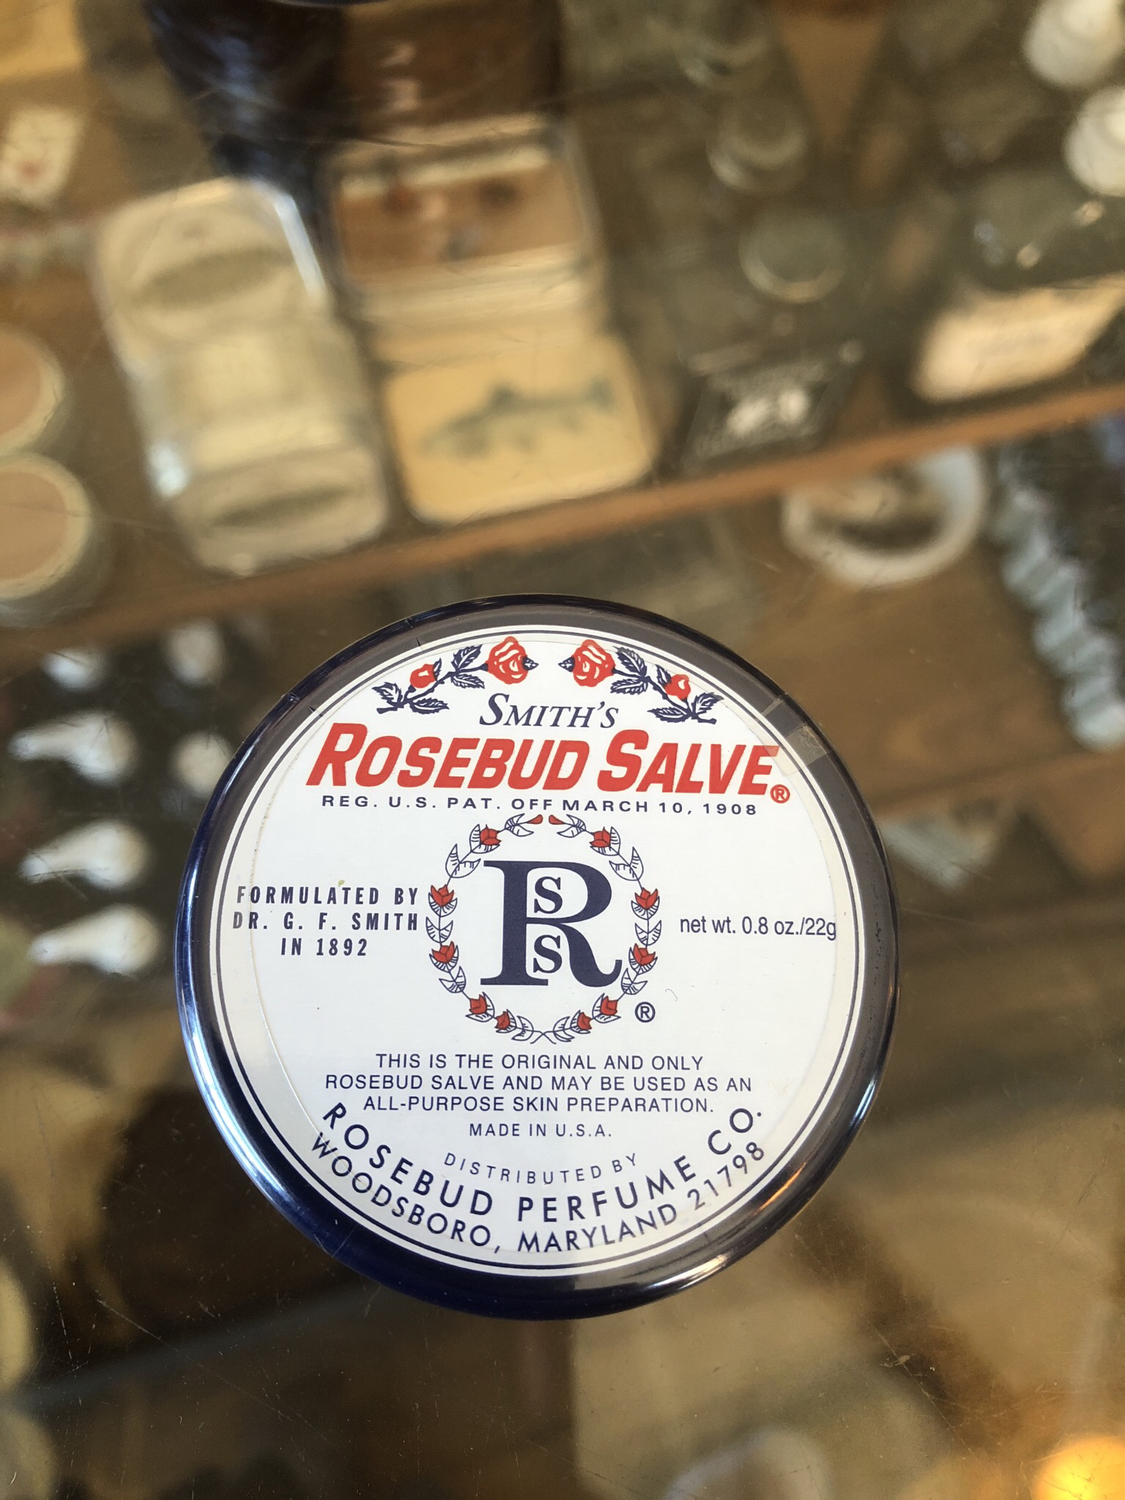 SMITH'S
ROSEBUD SALVE®
REG. U.S. PAT. OFF MARCH 10, 1908
FORMULATED BY
DR. G. F. SMITH
IN 1892
RSS
®
net wt. 0.8 oz./22g
THIS IS THE ORIGINAL AND ONLY
ROSEBUD SALVE AND MAY BE USED AS AN
ALL-PURPOSE SKIN PREPARATION.
MADE IN U.S.A.
DISTRIBUTED BY
ROSEBUD PERFUME CO.
WOODSBORO, MARYLAND 21798